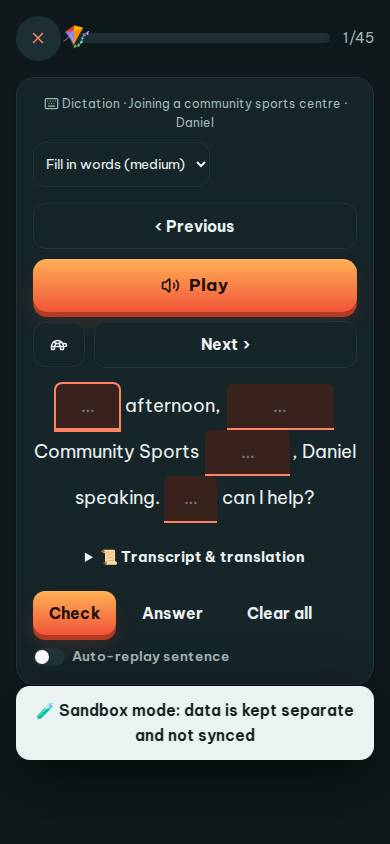 1/45
Dictation · Joining a community sports centre ·
Daniel
Fill in words (medium)
‹ Previous
Play
Next ›
... afternoon, ...
Community Sports ... , Daniel
speaking. ... can I help?
▶ 📜 Transcript & translation
Check Answer Clear all
Auto-replay sentence
🧪 Sandbox mode: data is kept separate
and not synced